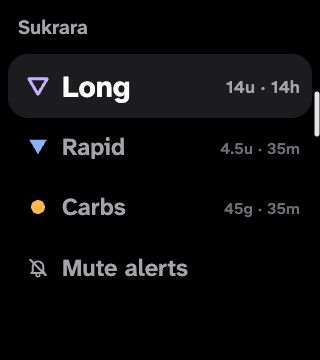 Sukrara
Long 14u · 14h
Rapid 4.5u · 35m
Carbs 45g · 35m
Mute alerts